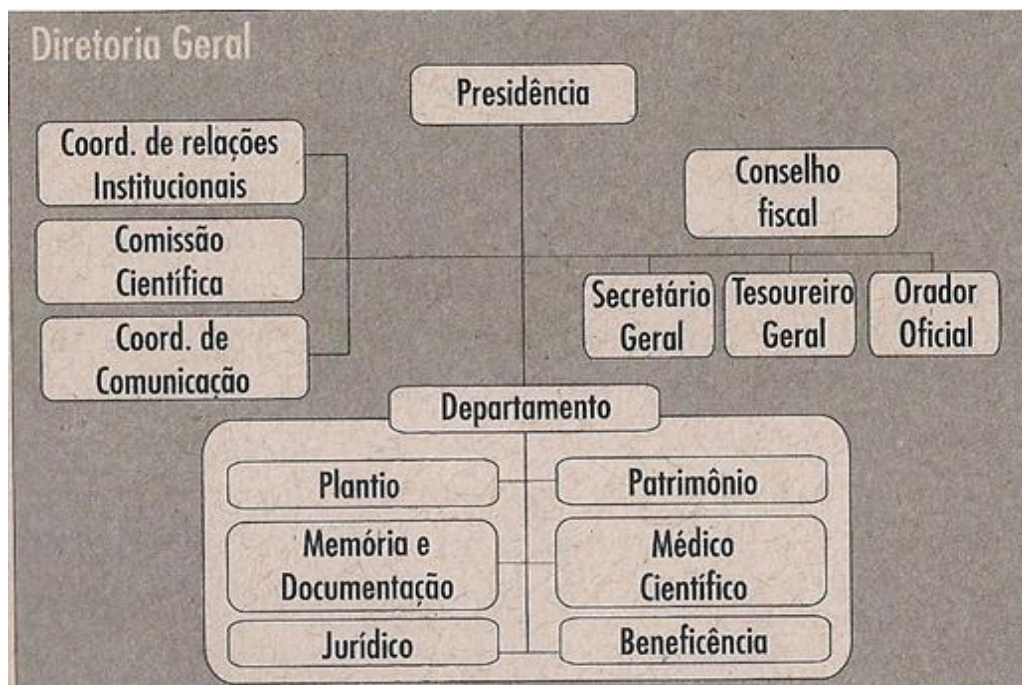 Diretoria Geral
Presidência
Coord. de relações
Institucionais
Comissão
Científica
Coord. de
Comunicação
Conselho
fiscal
Secretário
Geral
Tesoureiro
Geral
Orador
Oficial
Departamento
Plantio
Patrimônio
Memória e
Documentação
Médico
Científico
Jurídico
Beneficência